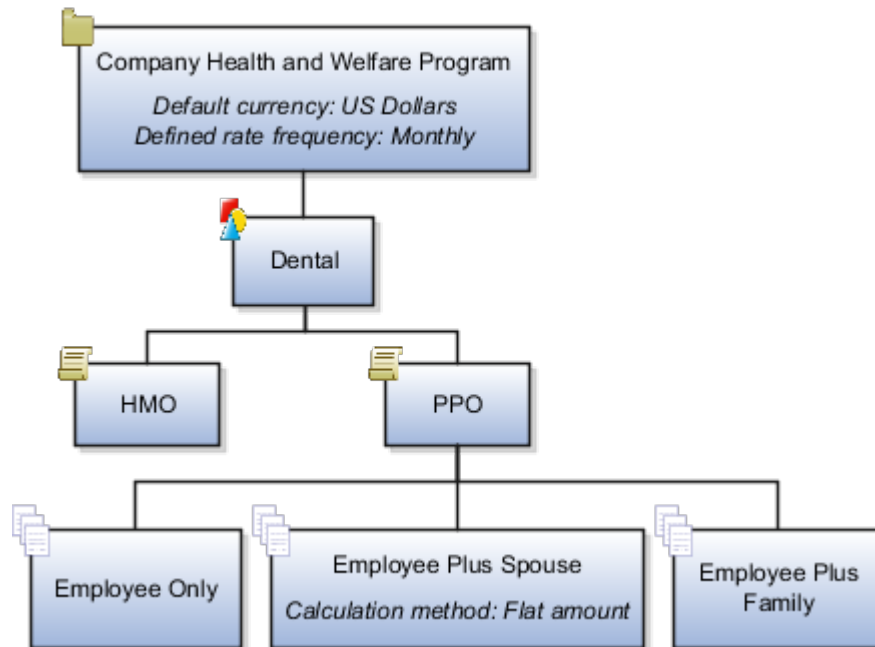 Company Health and Welfare Program
Default currency: US Dollars
Defined rate frequency: Monthly
Dental
HMO
PPO
Employee Only
Employee Plus Spouse
Calculation method: Flat amount
Employee Plus
Family